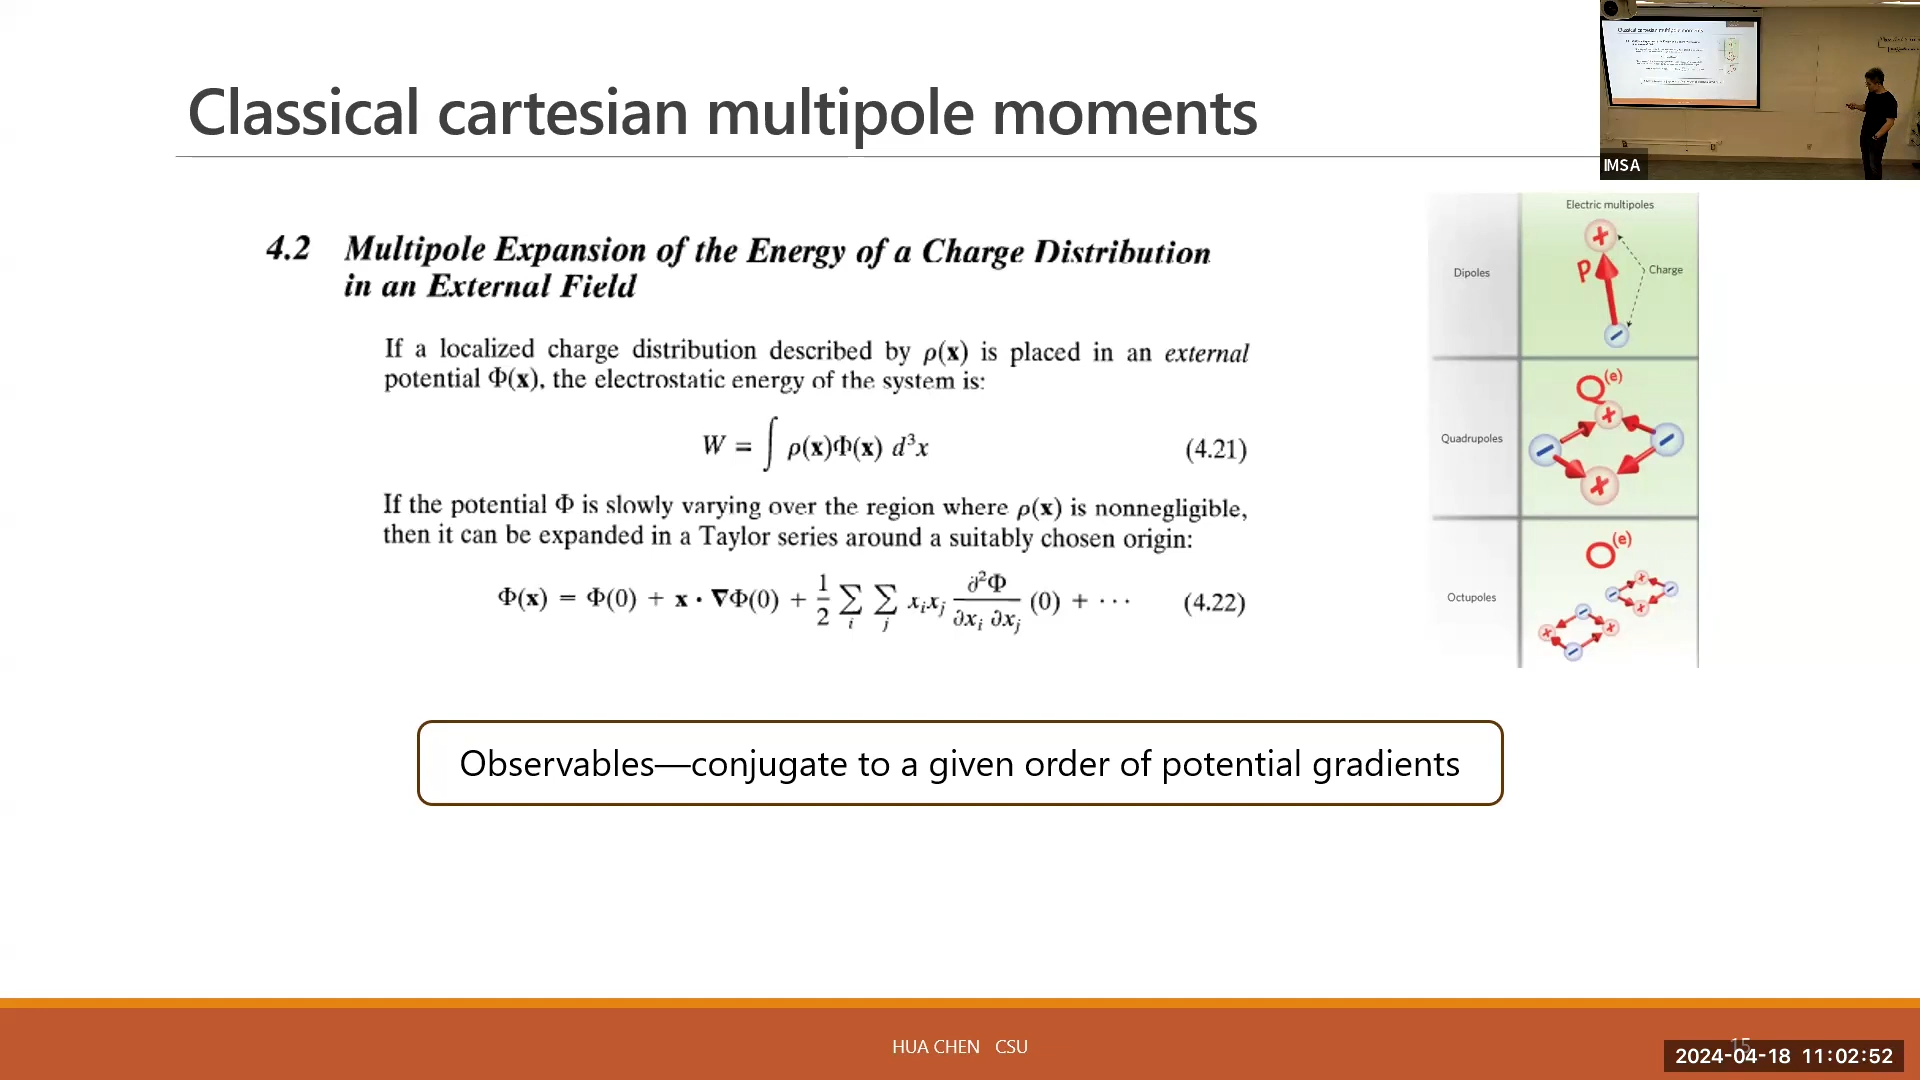 Classical cartesian multipole moments
IMSA
4.2 Multipole Expansion of the Energy of a Charge Distribution
in an External Field
If a localized charge distribution described by ρ(x) is placed in an external
potential Φ(x), the electrostatic energy of the system is:
W = ∫ ρ(x)Φ(x) d³x (4.21)
If the potential Φ is slowly varying over the region where ρ(x) is nonnegligible,
then it can be expanded in a Taylor series around a suitably chosen origin:
Φ(x) = Φ(0) + x · ∇Φ(0) + 1/2 Σ_i Σ_j x_i x_j ∂²Φ/∂x_i ∂x_j (0) + · · · (4.22)
Electric multipoles
+
Dipoles
P
Charge
−
Quadrupoles
Q(e)
+
− −
+
Octupoles
O(e)
+
− −
+
−
+ +
−
Observables—conjugate to a given order of potential gradients
HUA CHEN CSU
15
2024-04-18 11:02:52